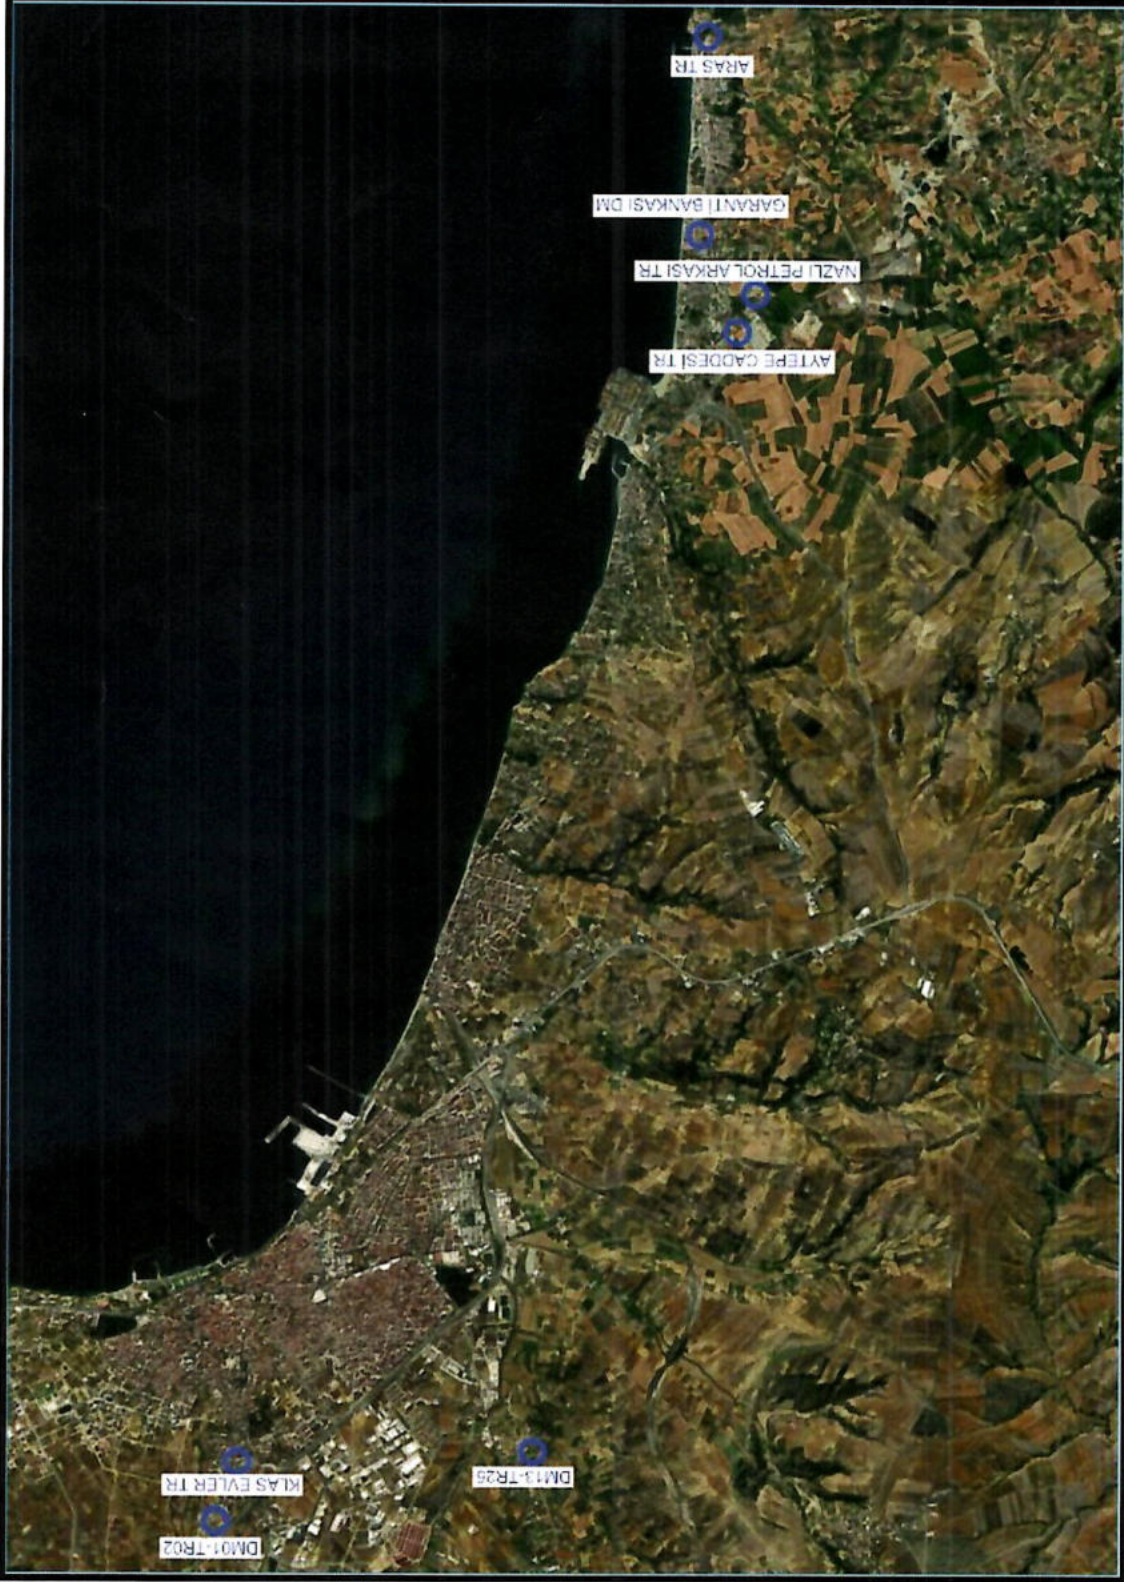 DM01-TR02
KLAS EVLER TR
DM13-TR25
AYTEPE CADDESİ TR
NAZLI PETROL ARKASI TR
GARANTİ BANKASI DM
ARAS TR